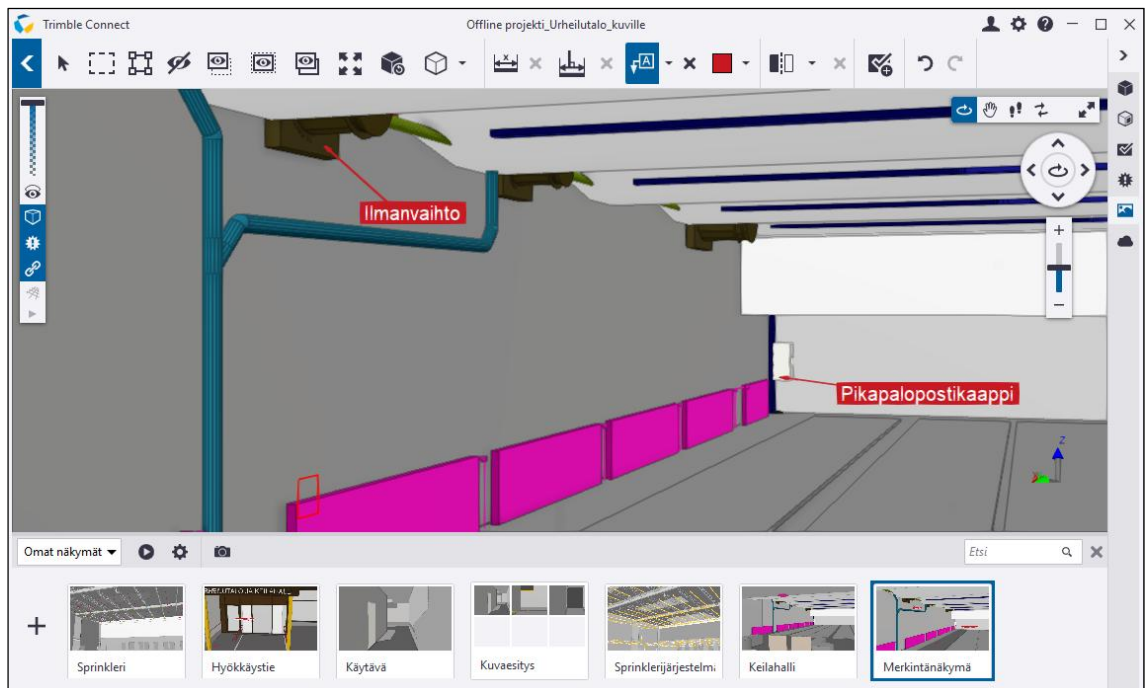 Trimble Connect
Offline projekti_Urheilutalo_kuville
Ilmanvaihto
Pikapalopostikaappi
z
Omat näkymät
Etsi
Sprinkleri
Hyökkäystie
Käytävä
Kuvaesitys
Sprinklerijärjestelmä
Keilahalli
Merkintänäkymä